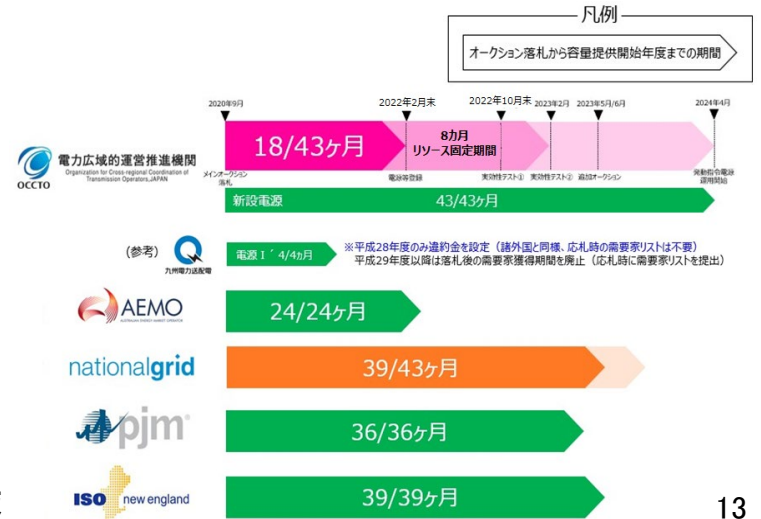 凡例
オークション落札から容量提供開始年度までの期間
2020年9月
2022年2月末
2022年10月末
2023年2月
2023年5月/6月
2024年4月
OCCTO
電力広域的運営推進機関
Organization for Cross-regional Coordination of
Transmission Operators,JAPAN
18/43ヶ月
8カ月
リソース固定期間
メインオークション
落札
電源等登録
実効性テスト①
実効性テスト②
追加オークション
発動指令電源
運用開始
新設電源 43/43ヶ月
(参考)
九州電力送配電
電源Ⅰ´ 4/4カ月
※平成28年度のみ違約金を設定（諸外国と同様、応札時の需要家リストは不要）
平成29年度以降は落札後の需要家獲得期間を廃止（応札時に需要家リストを提出）
AEMO
AUSTRALIAN ENERGY MARKET OPERATOR
24/24ヶ月
nationalgrid
39/43ヶ月
pjm®
36/36ヶ月
ISO new england
39/39ヶ月
13